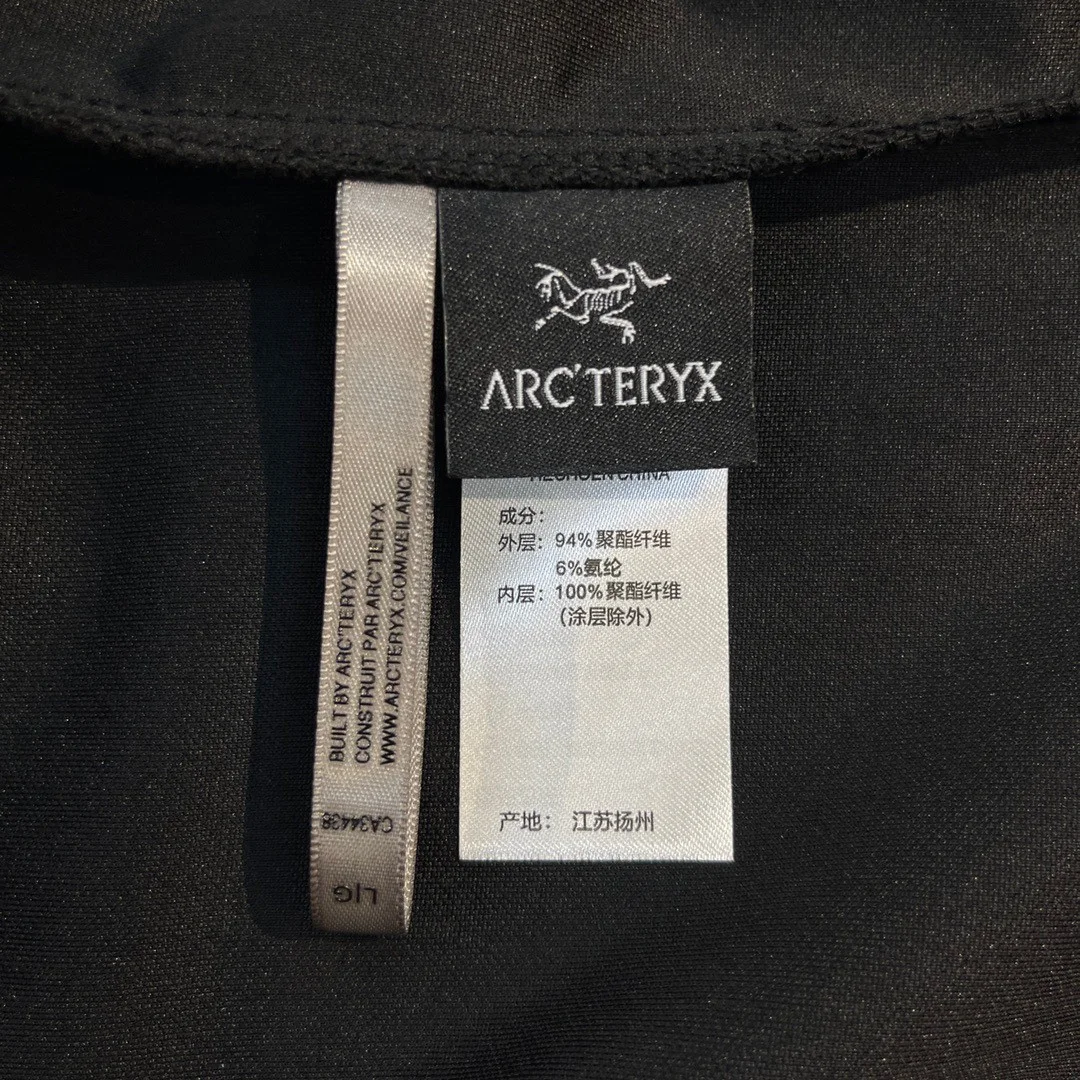 ARC'TERYX
CHINA
成分:
外层: 94%聚酯纤维
6%氨纶
内层: 100%聚酯纤维
(涂层除外)
产地: 江苏扬州
BUILT BY ARC'TERYX
CONSTRUIT PAR ARC'TERYX
WWW.ARCTERYX.COM/VEILANCE
CA34438
L|G